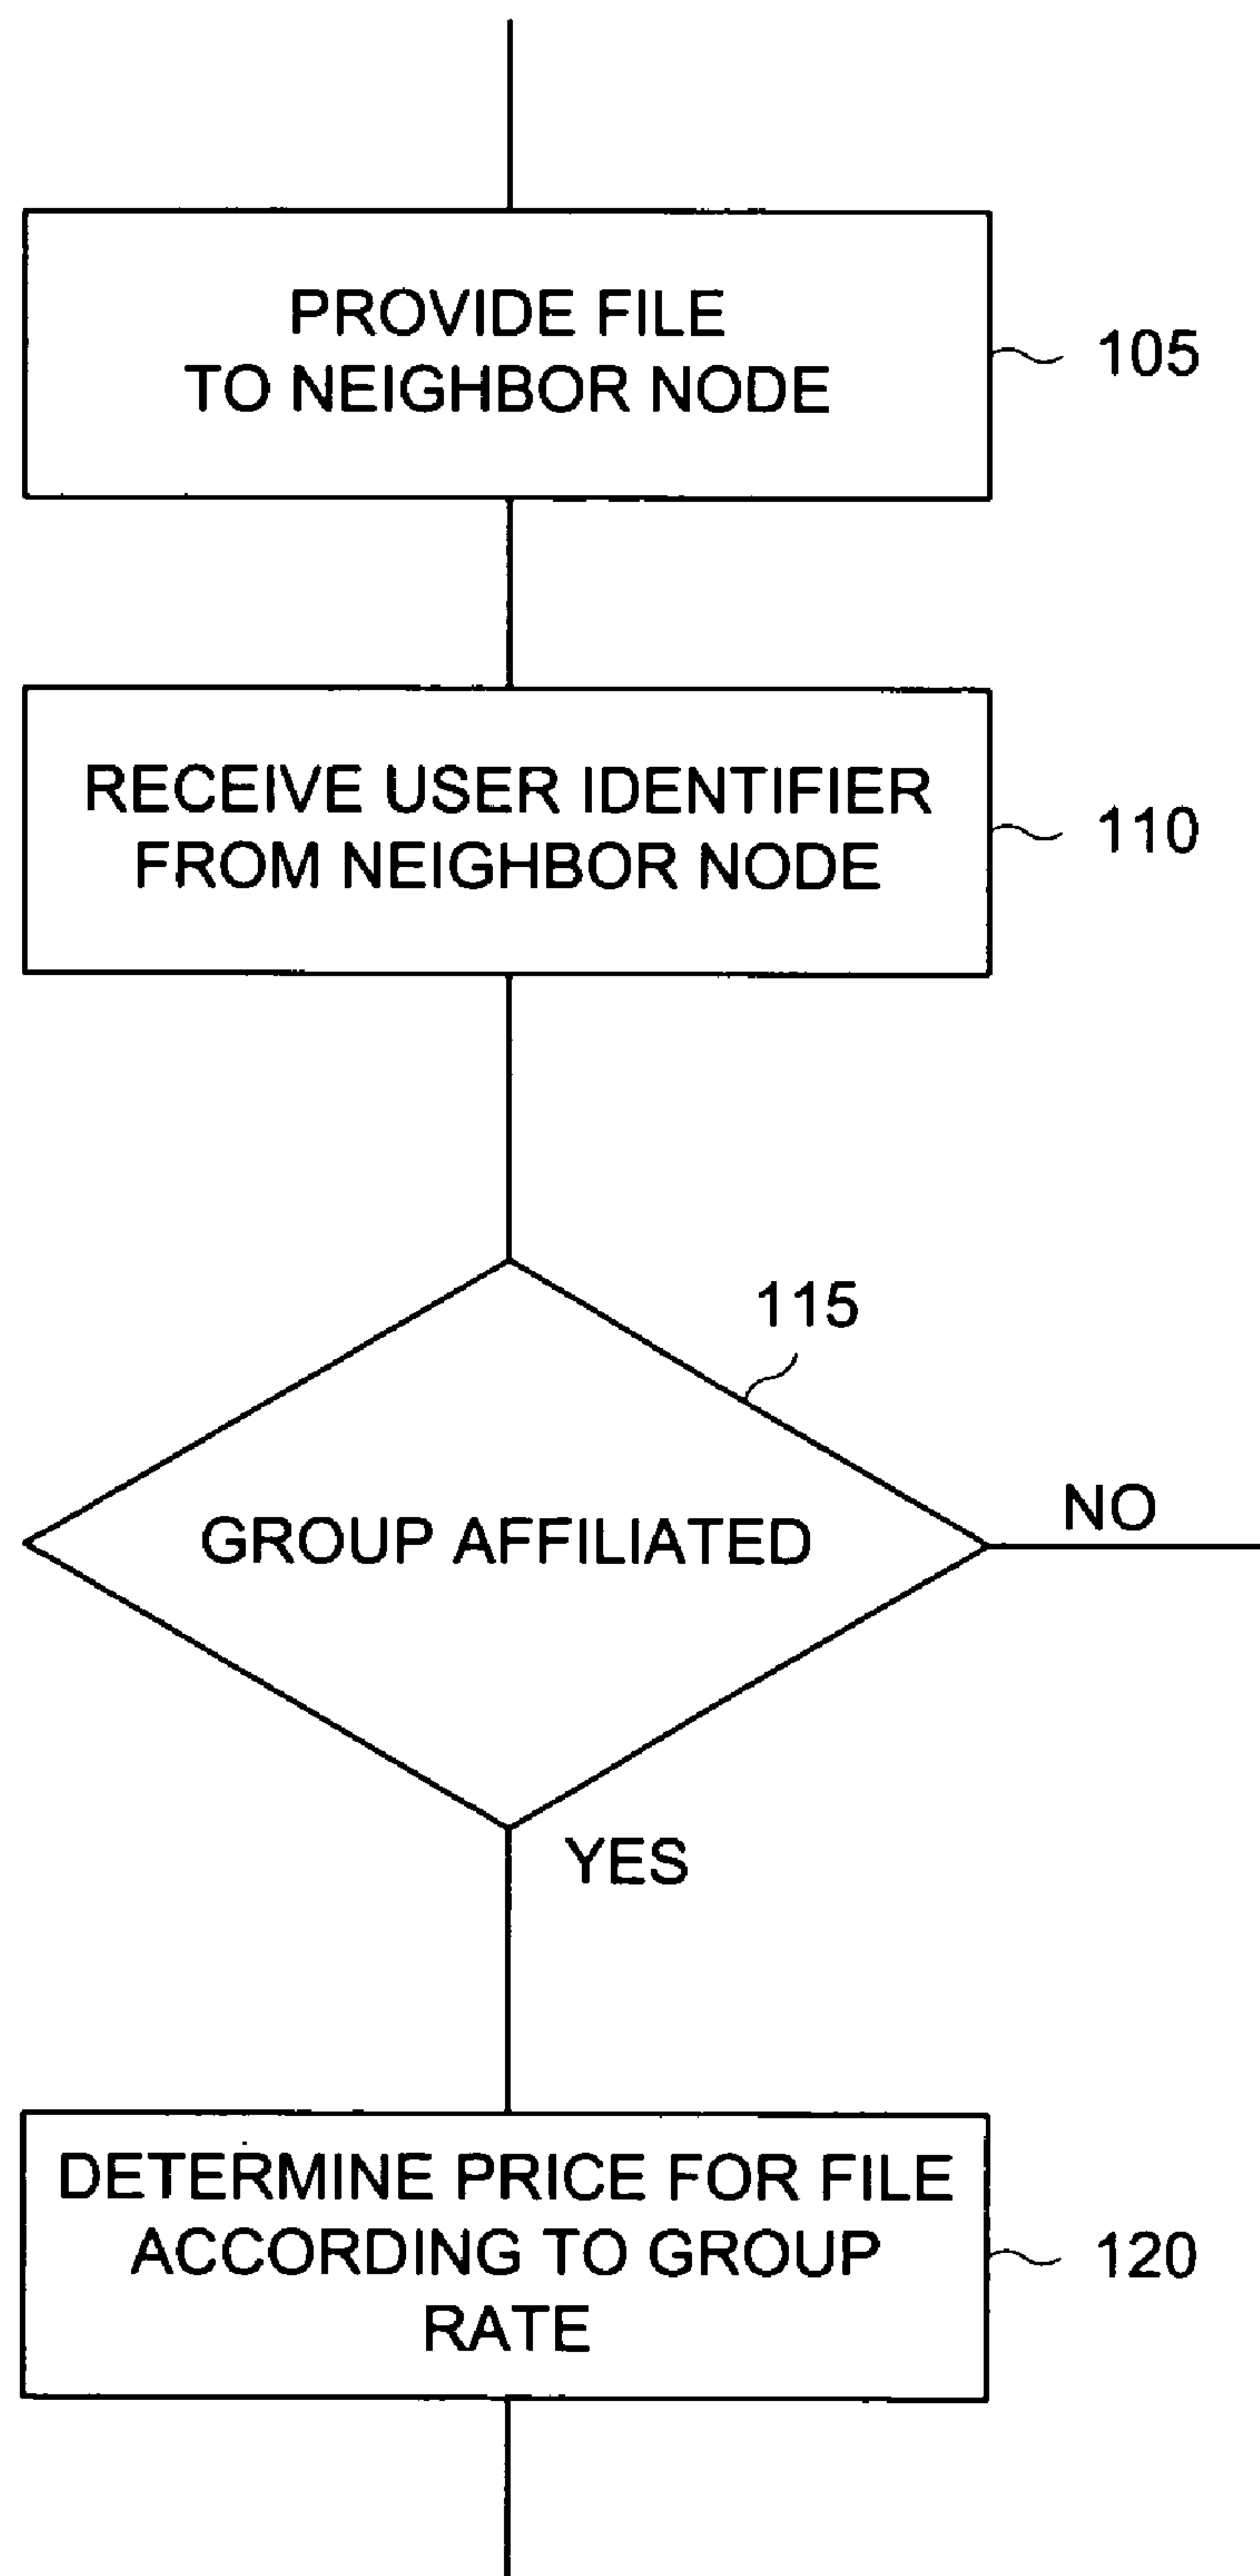 PROVIDE FILE
TO NEIGHBOR NODE
105
RECEIVE USER IDENTIFIER
FROM NEIGHBOR NODE
110
115
GROUP AFFILIATED
NO
YES
DETERMINE PRICE FOR FILE
ACCORDING TO GROUP
RATE
120